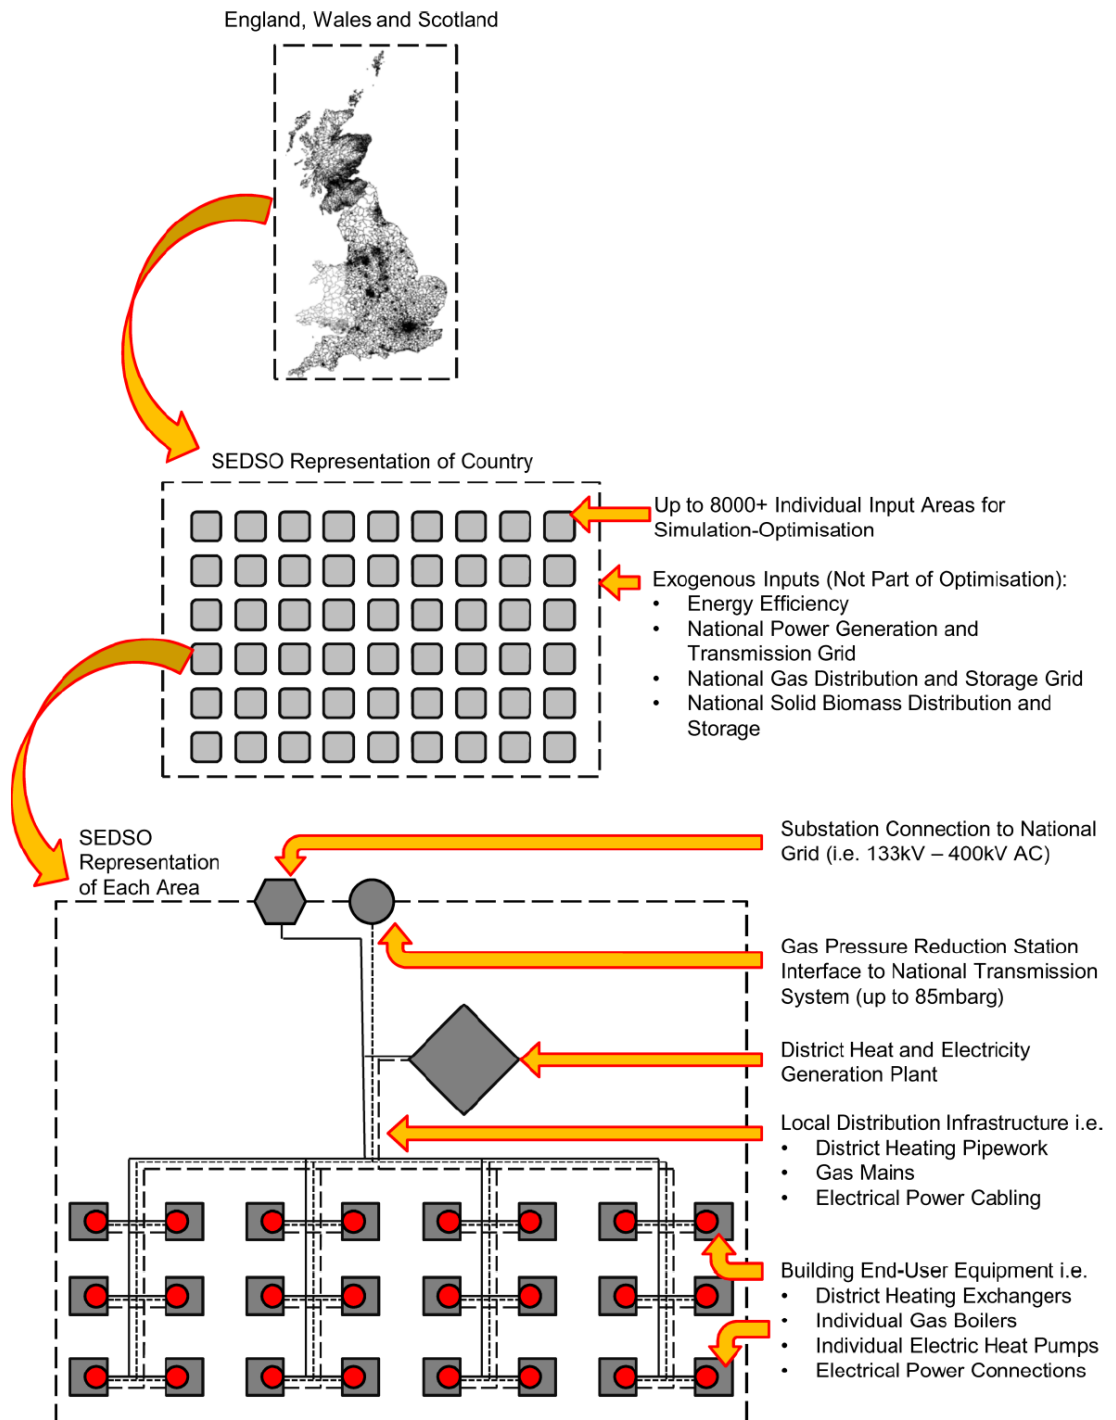 England, Wales and Scotland
SEDSO Representation of Country
Up to 8000+ Individual Input Areas for
Simulation-Optimisation
Exogenous Inputs (Not Part of Optimisation):
• Energy Efficiency
• National Power Generation and
Transmission Grid
• National Gas Distribution and Storage Grid
• National Solid Biomass Distribution and
Storage
SEDSO
Representation
of Each Area
Substation Connection to National
Grid (i.e. 133kV – 400kV AC)
Gas Pressure Reduction Station
Interface to National Transmission
System (up to 85mbarg)
District Heat and Electricity
Generation Plant
Local Distribution Infrastructure i.e.
• District Heating Pipework
• Gas Mains
• Electrical Power Cabling
Building End-User Equipment i.e.
• District Heating Exchangers
• Individual Gas Boilers
• Individual Electric Heat Pumps
• Electrical Power Connections